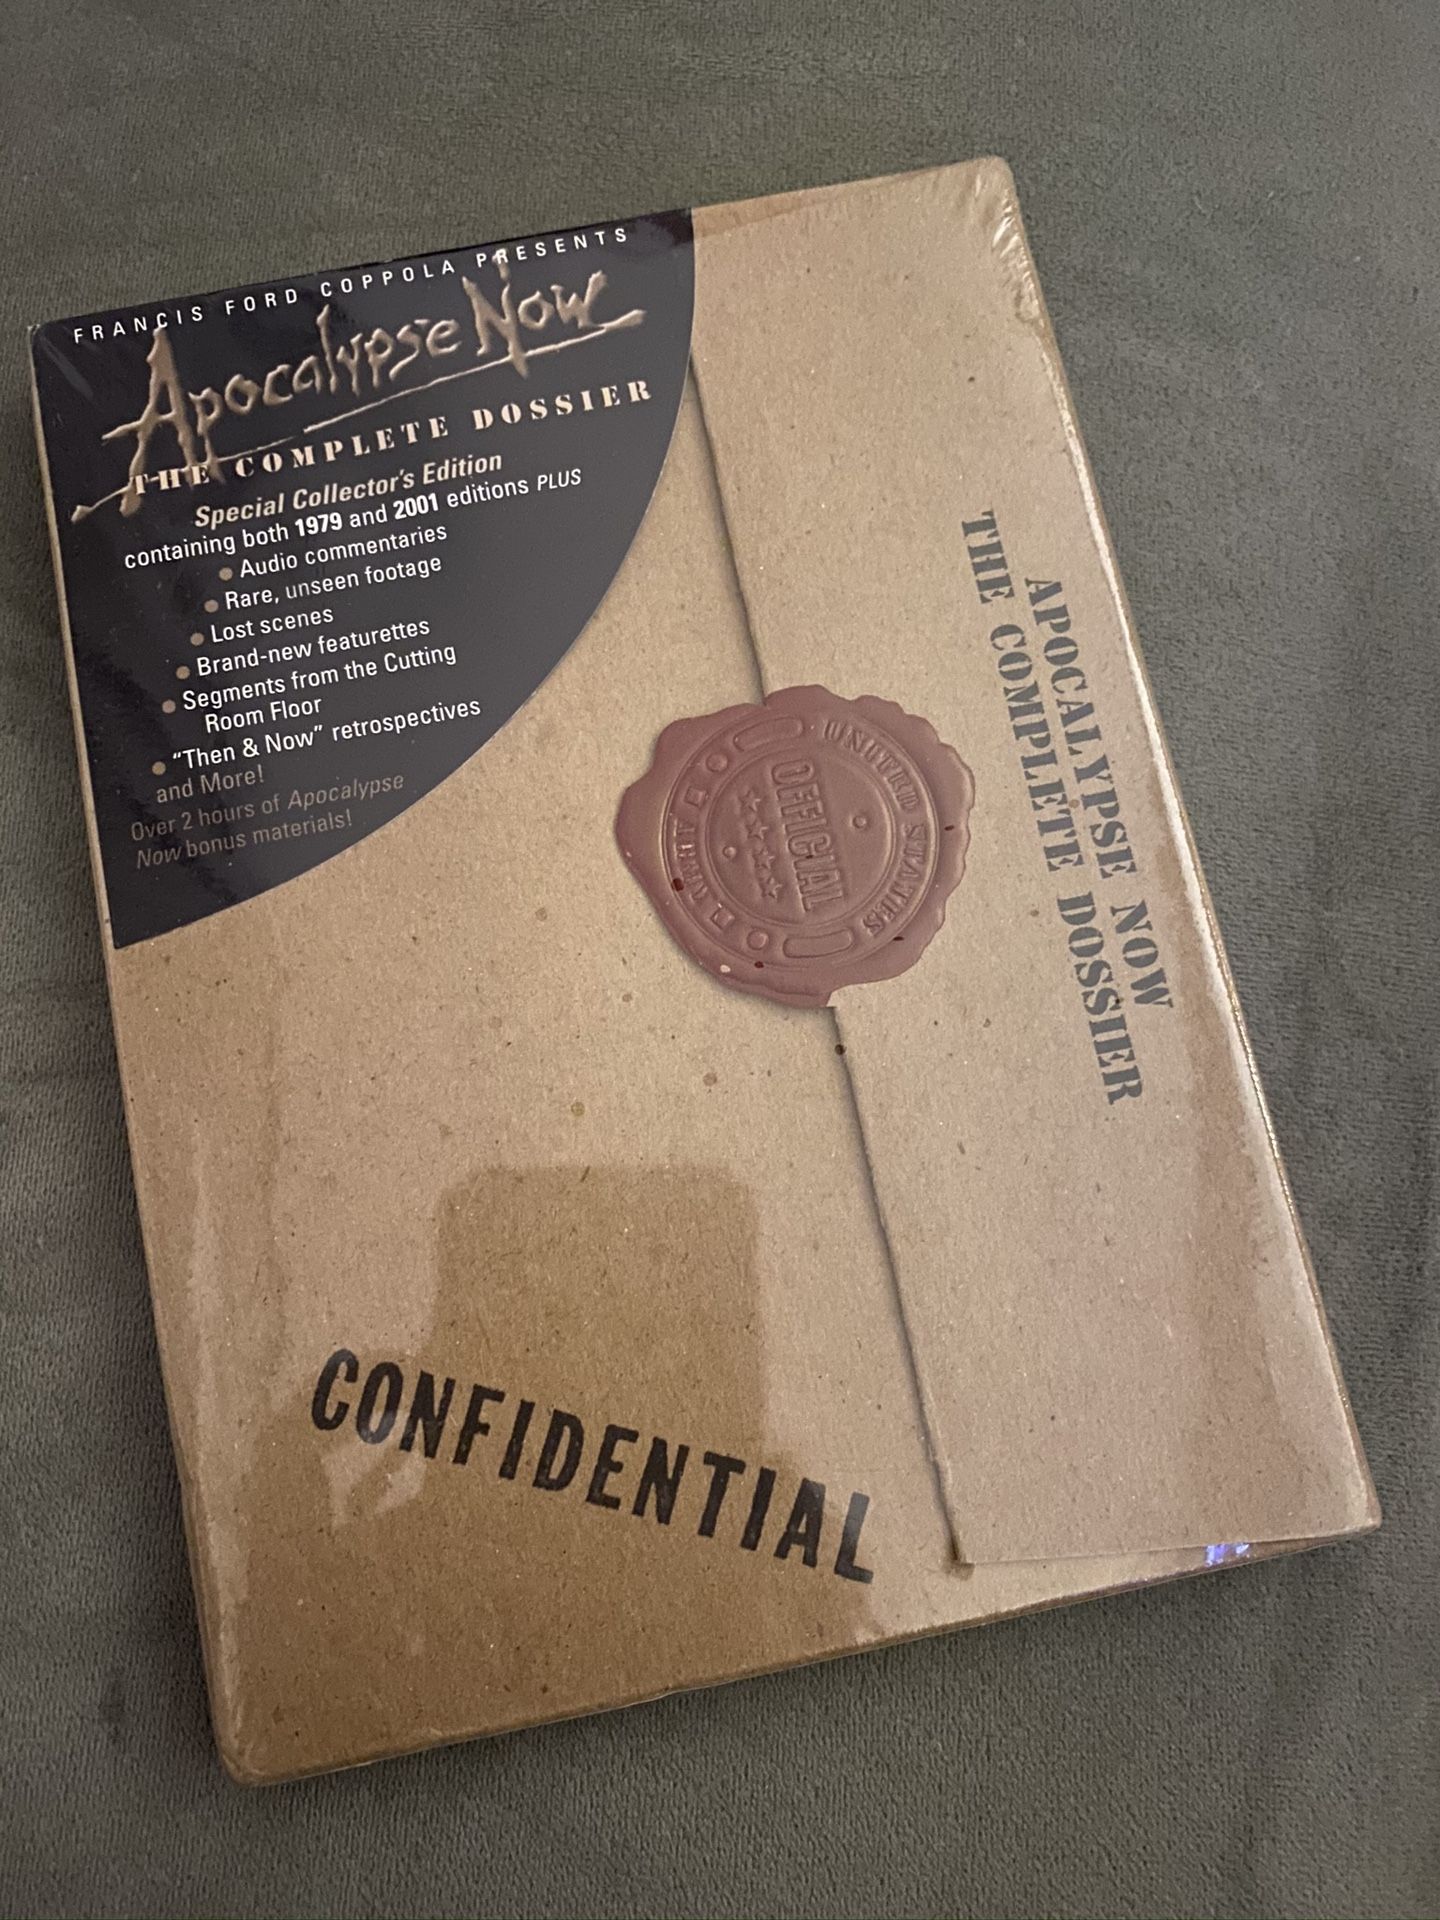 FRANCIS FORD COPPOLA PRESENTS
Apocalypse Now
THE COMPLETE DOSSIER
Special Collector's Edition
containing both 1979 and 2001 editions PLUS
● Audio commentaries
● Rare, unseen footage
● Lost scenes
● Brand-new featurettes
● Segments from the Cutting
Room Floor
● “Then & Now” retrospectives
and More!
Over 2 hours of Apocalypse
Now bonus materials!
APOCALYPSE NOW
THE COMPLETE DOSSIER
UNITED STATES
OFFICIAL
ARMY
CONFIDENTIAL